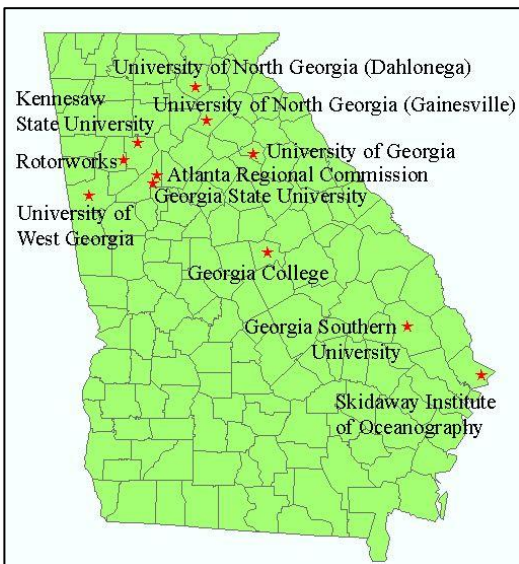 University of North Georgia (Dahlonega)
Kennesaw
State University
University of North Georgia (Gainesville)
Rotorworks
University of Georgia
Atlanta Regional Commission
Georgia State University
University of
West Georgia
Georgia College
Georgia Southern
University
Skidaway Institute
of Oceanography